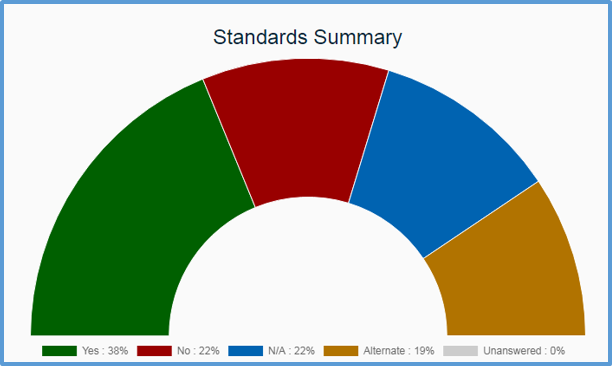 Standards Summary
Yes : 38% No : 22% N/A : 22% Alternate : 19% Unanswered : 0%